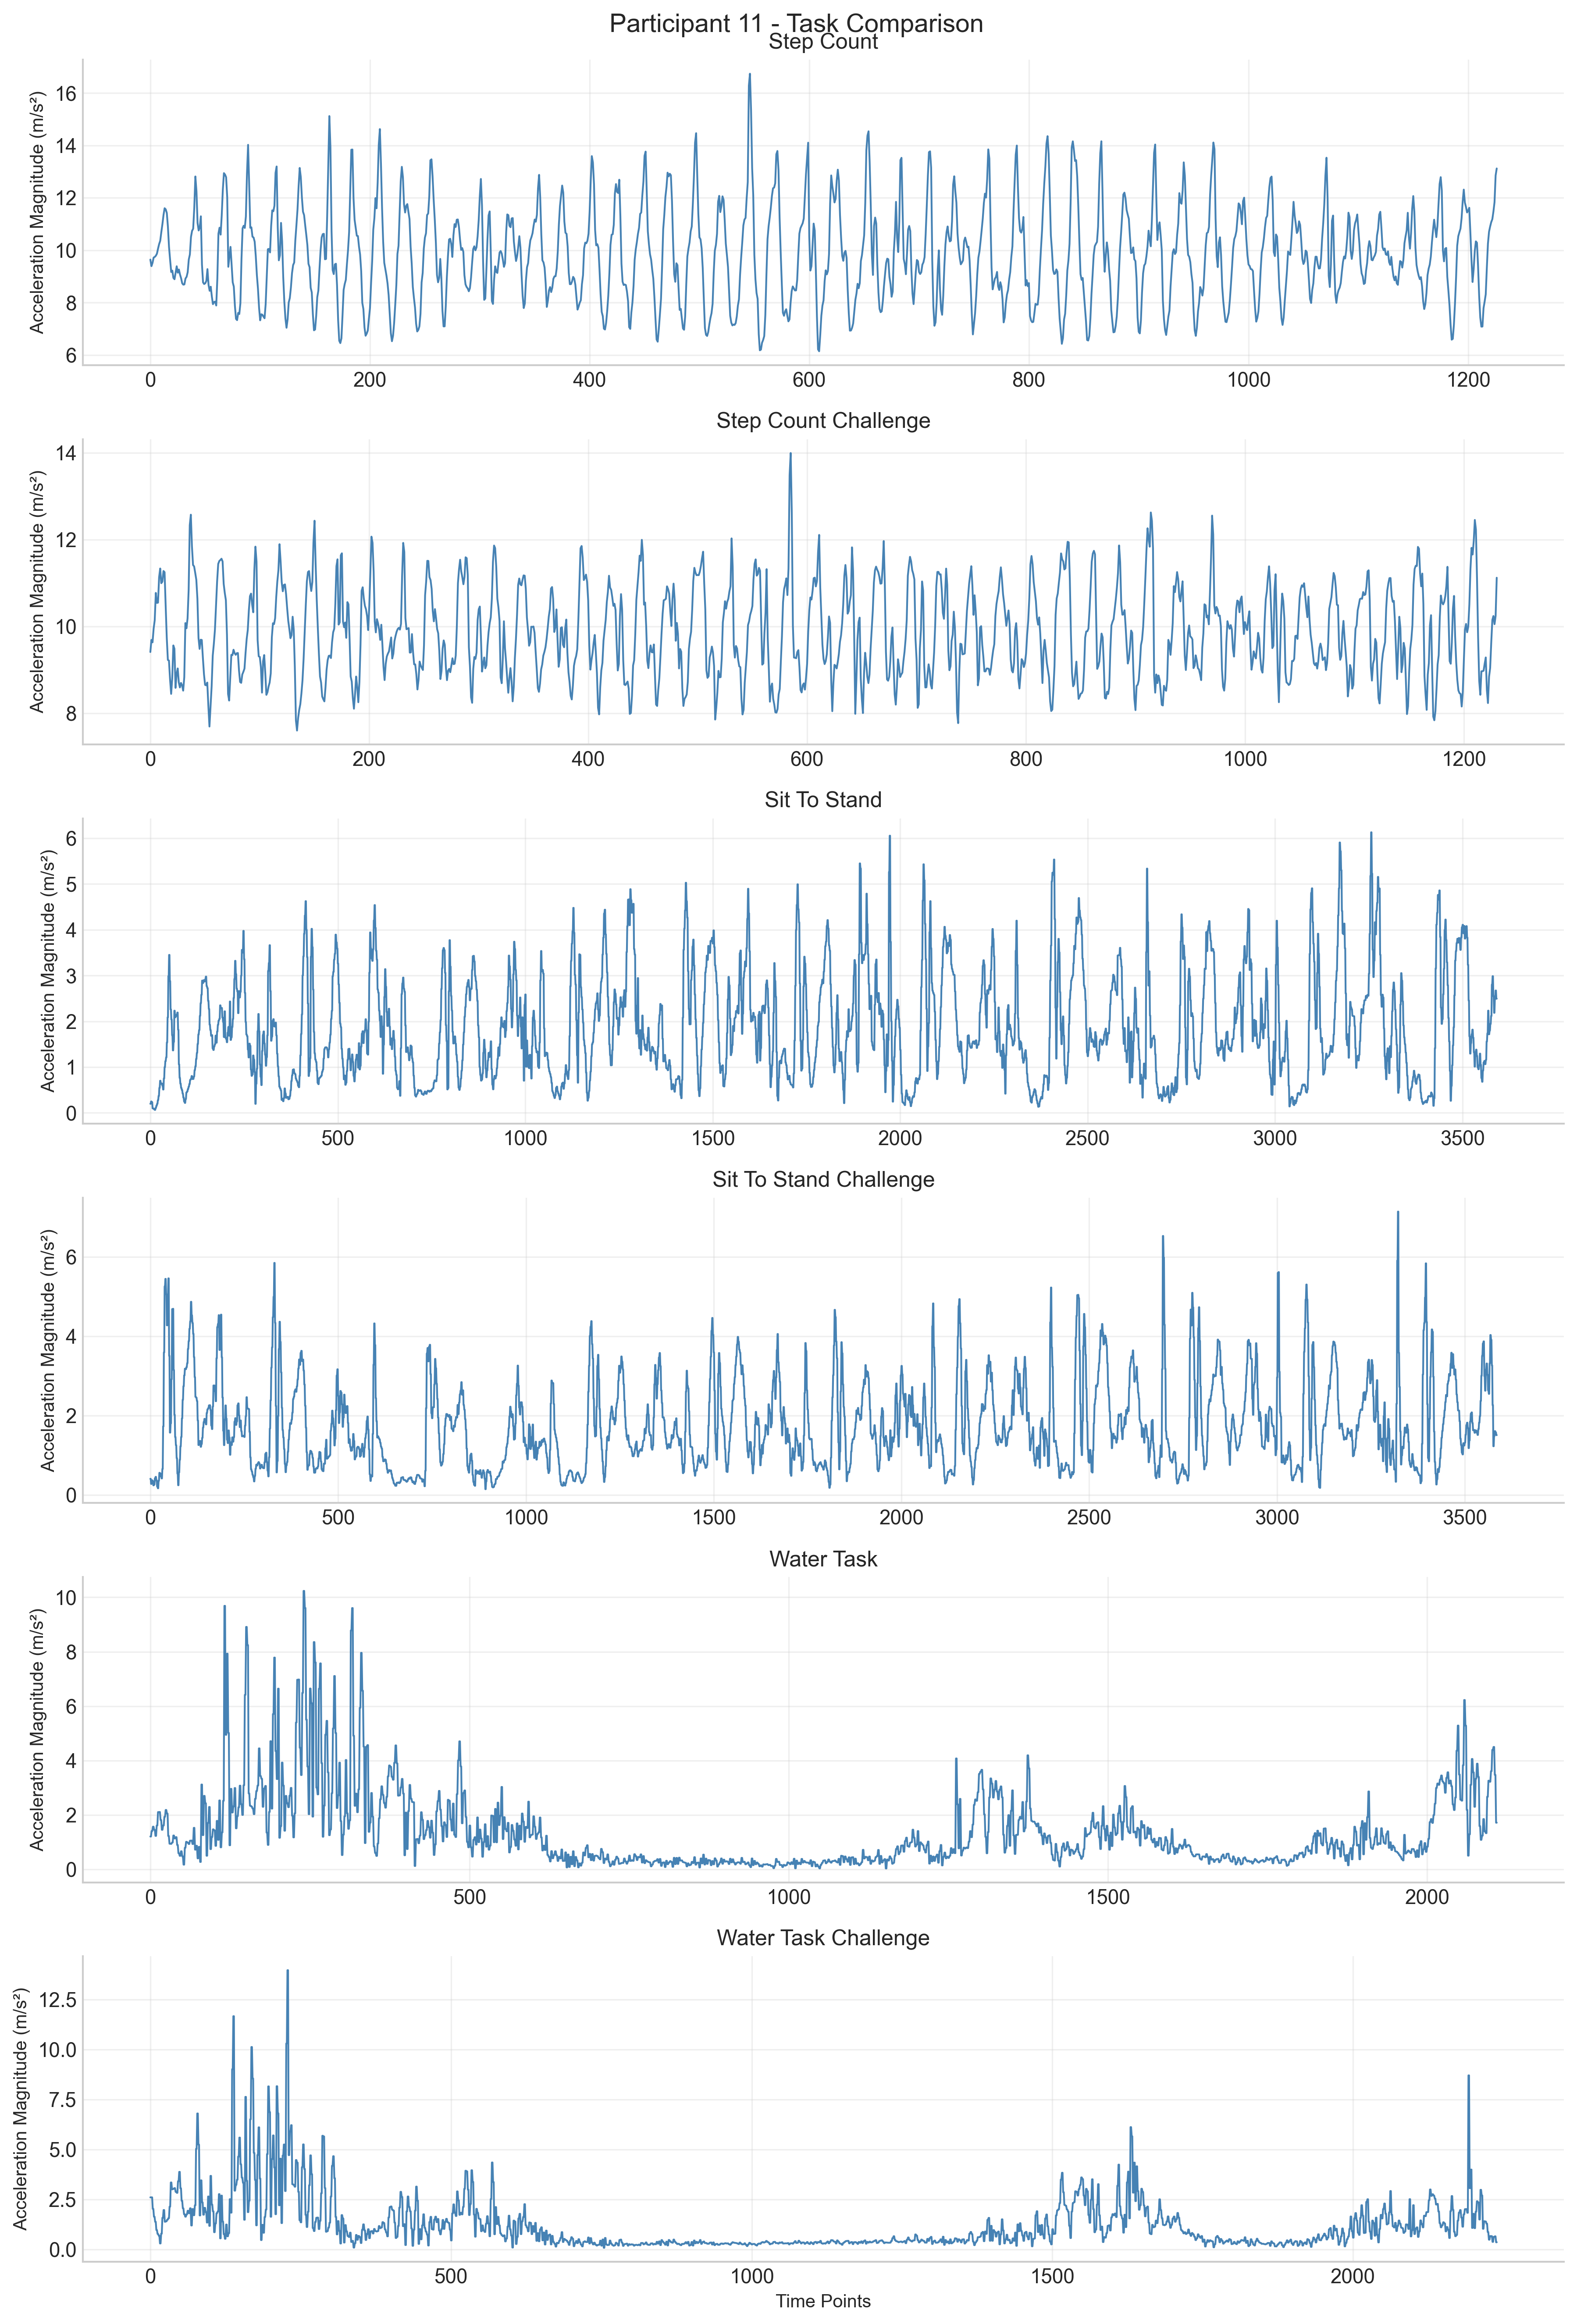 Participant 11 - Task Comparison
Step Count
Acceleration Magnitude (m/s²)
16
14
12
10
8
6
0 200 400 600 800 1000 1200
Step Count Challenge
Acceleration Magnitude (m/s²)
14
12
10
8
0 200 400 600 800 1000 1200
Sit To Stand
Acceleration Magnitude (m/s²)
6
5
4
3
2
1
0
0 500 1000 1500 2000 2500 3000 3500
Sit To Stand Challenge
Acceleration Magnitude (m/s²)
6
4
2
0
0 500 1000 1500 2000 2500 3000 3500
Water Task
Acceleration Magnitude (m/s²)
10
8
6
4
2
0
0 500 1000 1500 2000
Water Task Challenge
Acceleration Magnitude (m/s²)
12.5
10.0
7.5
5.0
2.5
0.0
0 500 1000 1500 2000
Time Points